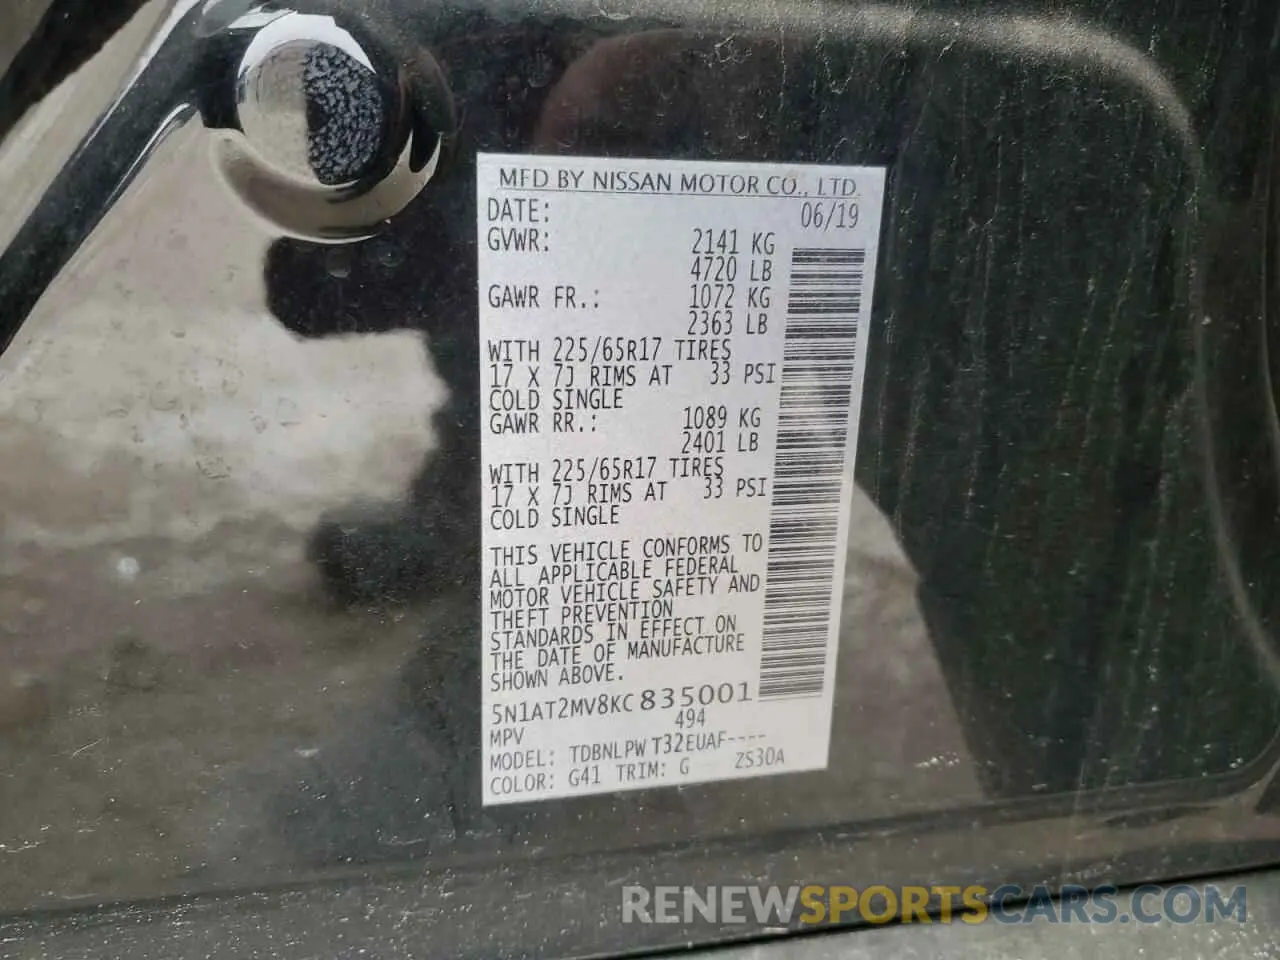 MFD BY NISSAN MOTOR CO., LTD.
DATE: 06/19
GVWR: 2141 KG
4720 LB
GAWR FR.: 1072 KG
2363 LB
WITH 225/65R17 TIRES
17 X 7J RIMS AT 33 PSI
COLD SINGLE
GAWR RR.: 1089 KG
2401 LB
WITH 225/65R17 TIRES
17 X 7J RIMS AT 33 PSI
COLD SINGLE
THIS VEHICLE CONFORMS TO
ALL APPLICABLE FEDERAL
MOTOR VEHICLE SAFETY AND
THEFT PREVENTION
STANDARDS IN EFFECT ON
THE DATE OF MANUFACTURE
SHOWN ABOVE.
5N1AT2MV8KC835001
MPV 494
MODEL: TDBNLPW T32EUAF----
COLOR: G41 TRIM: G ZS30A
RENEWSPORTSCARS.COM